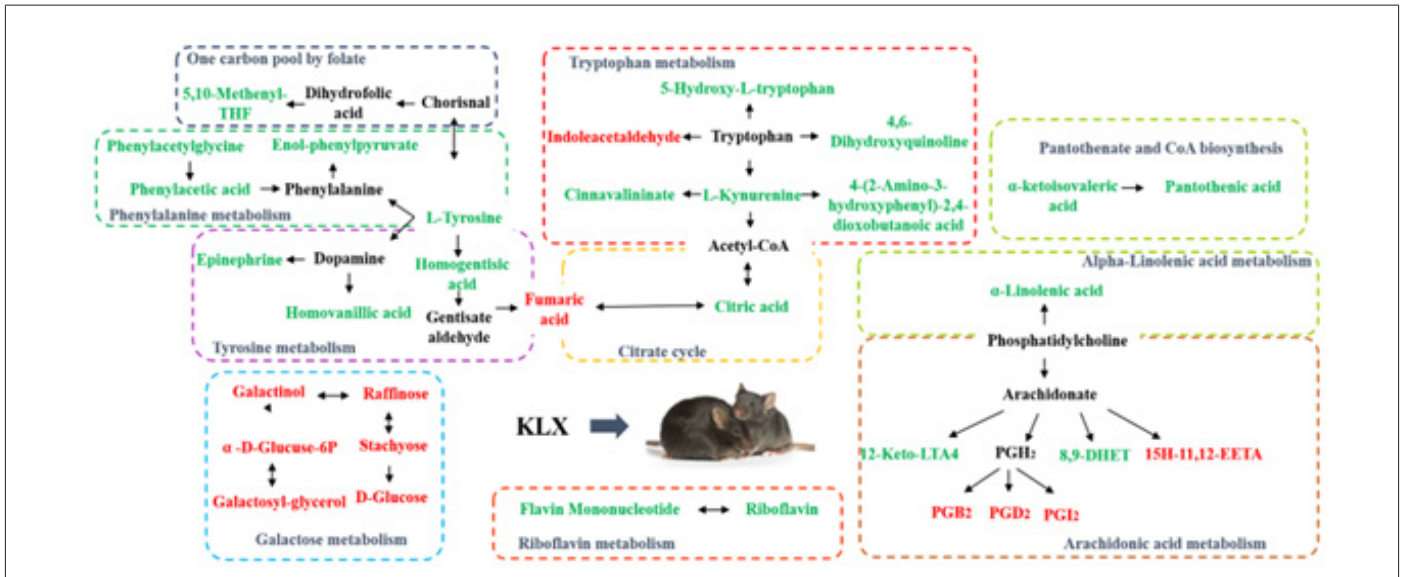 One carbon pool by folate
5,10-Methenyl-
THF
Dihydrofolic
acid
Chorisnal
Phenylacetylglycine
Enol-phenylpyruvate
Phenylacetic acid
Phenylalanine
Phenylalanine metabolism
L-Tyrosine
Epinephrine
Dopamine
Homogentisic
acid
Homovanillic acid
Gentisate
aldehyde
Fumaric
acid
Tyrosine metabolism
Tryptophan metabolism
5-Hydroxy-L-tryptophan
Indoleacetaldehyde
Tryptophan
4,6-
Dihydroxyquinoline
Cinnavalininate
L-Kynurenine
4-(2-Amino-3-
hydroxyphenyl)-2,4-
dioxobutanoic acid
Acetyl-CoA
Citric acid
Citrate cycle
Pantothenate and CoA biosynthesis
α-ketoisovaleric
acid
Pantothenic acid
Alpha-Linolenic acid metabolism
α-Linolenic acid
Phosphatidylcholine
Arachidonate
12-Keto-LTA4
PGH2
8,9-DHET
15H-11,12-EETA
PGB2
PGD2
PGI2
Arachidonic acid metabolism
Galactinol
Raffinose
α -D-Glucuse-6P
Stachyose
Galactosyl-glycerol
D-Glucose
Galactose metabolism
KLX
Flavin Mononucleotide
Riboflavin
Riboflavin metabolism